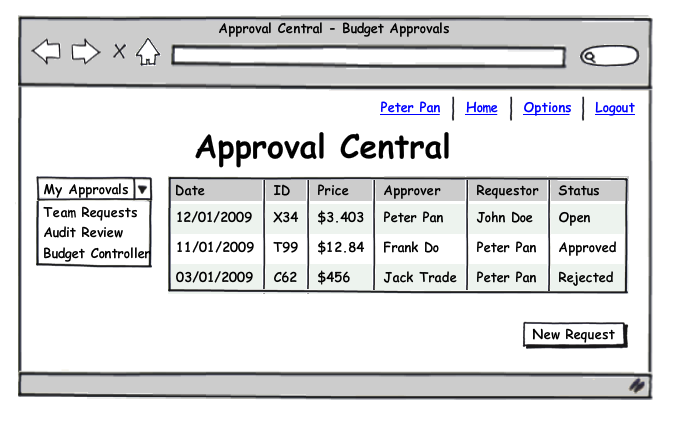 Approval Central - Budget Approvals
X
Peter Pan | Home | Options | Logout
Approval Central
My Approvals
Team Requests
Audit Review
Budget Controller
Date ID Price Approver Requestor Status
12/01/2009 X34 $3.403 Peter Pan John Doe Open
11/01/2009 T99 $12.84 Frank Do Peter Pan Approved
03/01/2009 C62 $456 Jack Trade Peter Pan Rejected
New Request